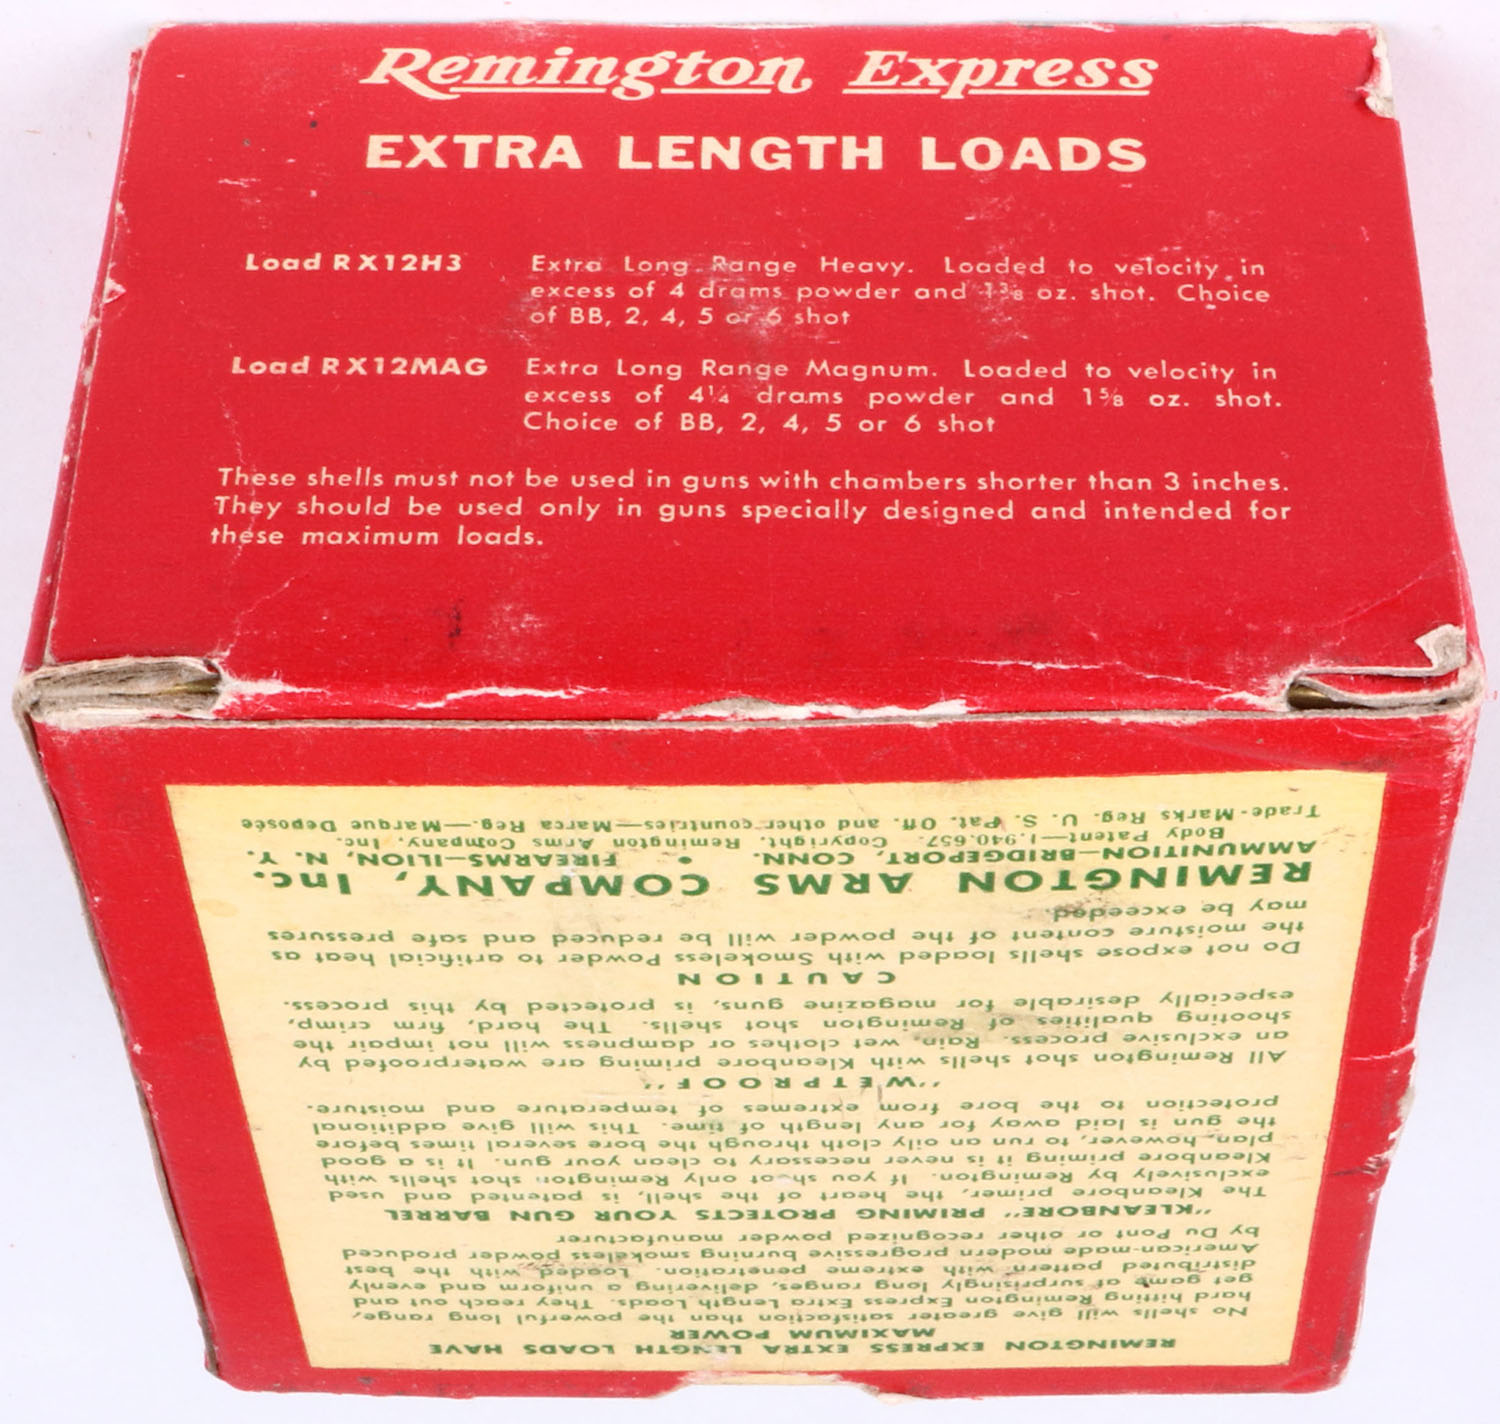 Remington Express
EXTRA LENGTH LOADS
Load RX12H3 Extra Long Range Heavy. Loaded to velocity in
excess of 4 drams powder and 1 3/8 oz. shot. Choice
of BB, 2, 4, 5 or 6 shot
Load RX12MAG Extra Long Range Magnum. Loaded to velocity in
excess of 4 1/4 drams powder and 1 5/8 oz. shot.
Choice of BB, 2, 4, 5 or 6 shot
These shells must not be used in guns with chambers shorter than 3 inches.
They should be used only in guns specially designed and intended for
these maximum loads.
REMINGTON EXPRESS EXTRA LENGTH LOADS HAVE
MAXIMUM POWER
No shells will give greater satisfaction than the powerful long range,
hard hitting Remington Express Extra Length Loads. They reach out and
get game at surprisingly long ranges, delivering a uniform and evenly
distributed pattern with extreme penetration. Loaded with the best
American-made modern progressive burning smokeless powder produced
by Du Pont or other recognized powder manufacturer
"KLEANBORE" PRIMING PROTECTS YOUR GUN BARREL
The Kleanbore primer, the heart of the shell, is patented and used
exclusively by Remington. If you shoot only Remington shot shells with
Kleanbore priming it is never necessary to clean your gun. It is a good
plan, however, to run an oily cloth through the bore several times before
the gun is laid away for any length of time. This will give additional
protection to the bore from extremes of temperature and moisture.
"WETPROOF"
All Remington shot shells with Kleanbore priming are waterproofed by
an exclusive process. Rain, wet clothes or dampness will not impair the
shooting qualities of Remington shot shells. The hard, firm crimp,
especially desirable for magazine guns, is protected by this process.
CAUTION
Do not expose shells loaded with Smokeless Powder to artificial heat as
the moisture content of the powder will be reduced and safe pressures
may be exceeded.
REMINGTON ARMS COMPANY, Inc.
AMMUNITION—BRIDGEPORT, CONN. • FIREARMS—ILION, N. Y.
Body Patent—1,940,657. Copyright, Remington Arms Company, Inc.
Trade-Marks Reg. U. S. Pat. Off. and other countries—Marca Reg.—Marque Deposée